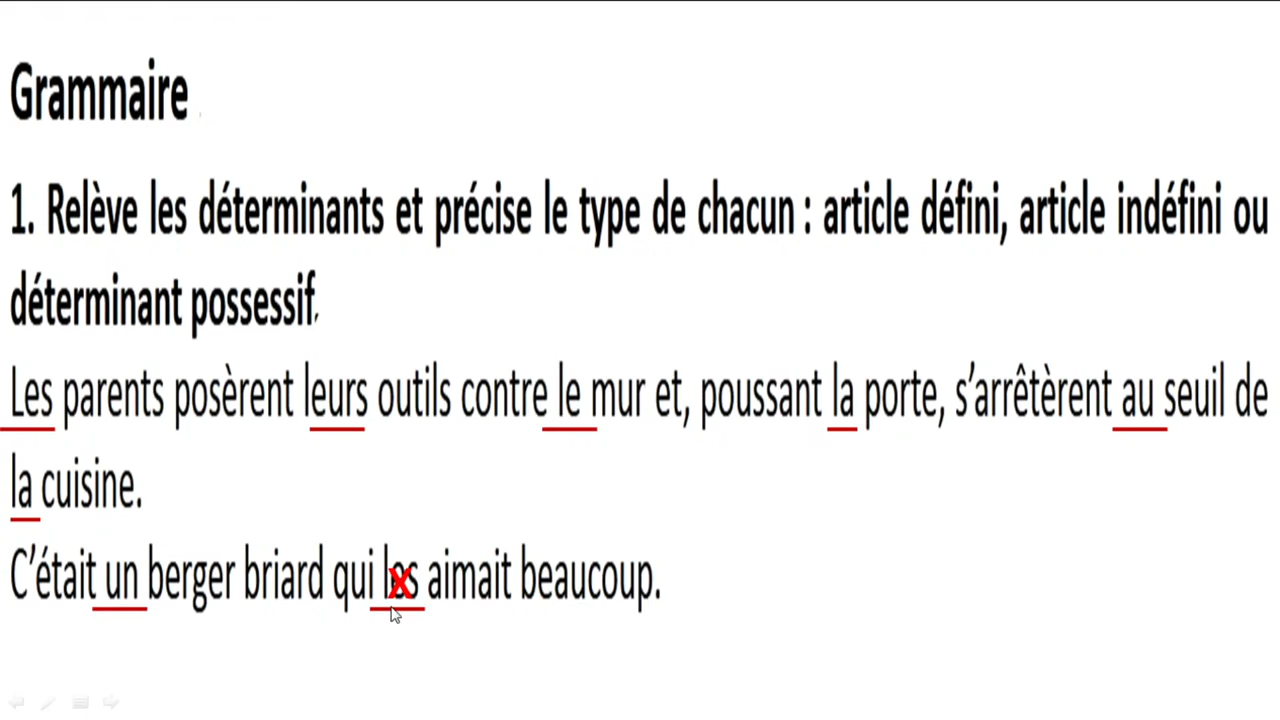 Grammaire
1. Relève les déterminants et précise le type de chacun : article défini, article indéfini ou
déterminant possessif.
Les parents posèrent leurs outils contre le mur et, poussant la porte, s’arrêtèrent au seuil de
la cuisine.
C’était un berger briard qui les aimait beaucoup.